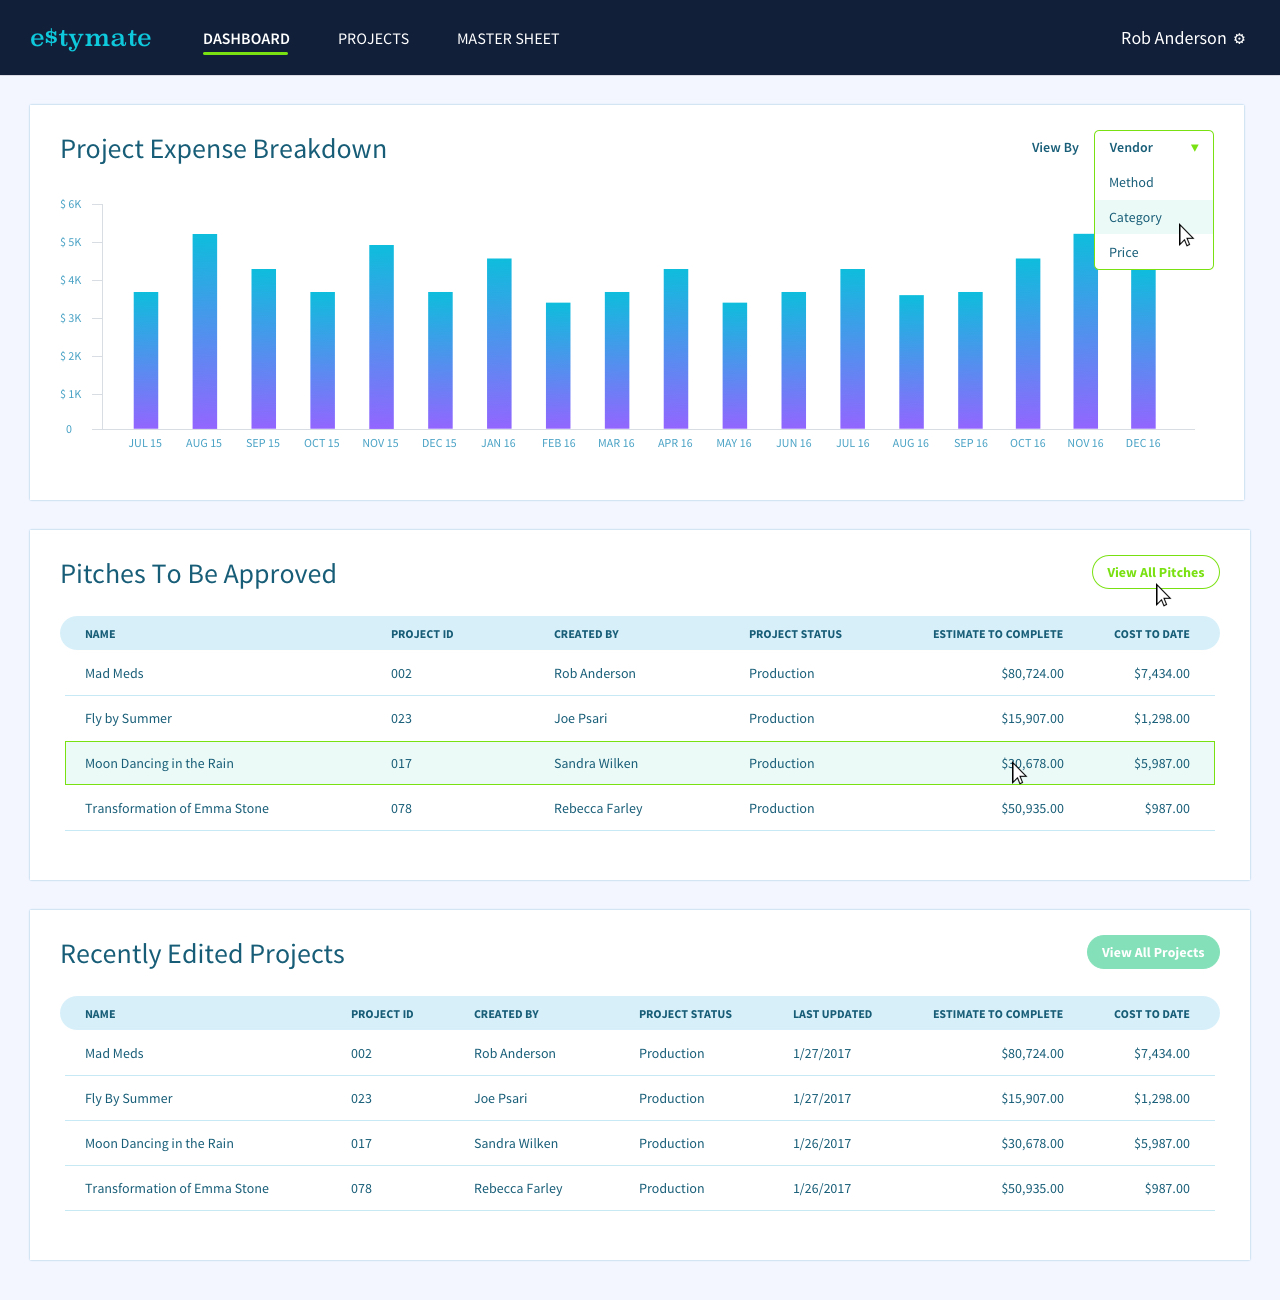 e$tymate DASHBOARD PROJECTS MASTER SHEET Rob Anderson
Project Expense Breakdown View By Vendor
Method
Category
Price
$ 6K
$ 5K
$ 4K
$ 3K
$ 2K
$ 1K
0
JUL 15 AUG 15 SEP 15 OCT 15 NOV 15 DEC 15 JAN 16 FEB 16 MAR 16 APR 16 MAY 16 JUN 16 JUL 16 AUG 16 SEP 16 OCT 16 NOV 16 DEC 16
Pitches To Be Approved View All Pitches
NAME PROJECT ID CREATED BY PROJECT STATUS ESTIMATE TO COMPLETE COST TO DATE
Mad Meds 002 Rob Anderson Production $80,724.00 $7,434.00
Fly by Summer 023 Joe Psari Production $15,907.00 $1,298.00
Moon Dancing in the Rain 017 Sandra Wilken Production $5,987.00
Transformation of Emma Stone 078 Rebecca Farley Production $50,935.00 $987.00
Recently Edited Projects View All Projects
NAME PROJECT ID CREATED BY PROJECT STATUS LAST UPDATED ESTIMATE TO COMPLETE COST TO DATE
Mad Meds 002 Rob Anderson Production 1/27/2017 $80,724.00 $7,434.00
Fly By Summer 023 Joe Psari Production 1/27/2017 $15,907.00 $1,298.00
Moon Dancing in the Rain 017 Sandra Wilken Production 1/26/2017 $30,678.00 $5,987.00
Transformation of Emma Stone 078 Rebecca Farley Production 1/26/2017 $50,935.00 $987.00